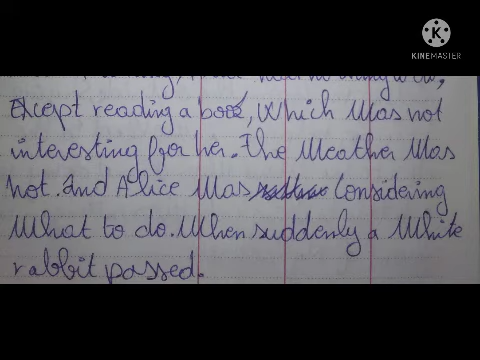 KINEMASTER
Except reading a book, Which Was not
interesting for her. The Weather Was
hot. and Alice Was Considering
What to do. When suddenly a White
rabbit passed.